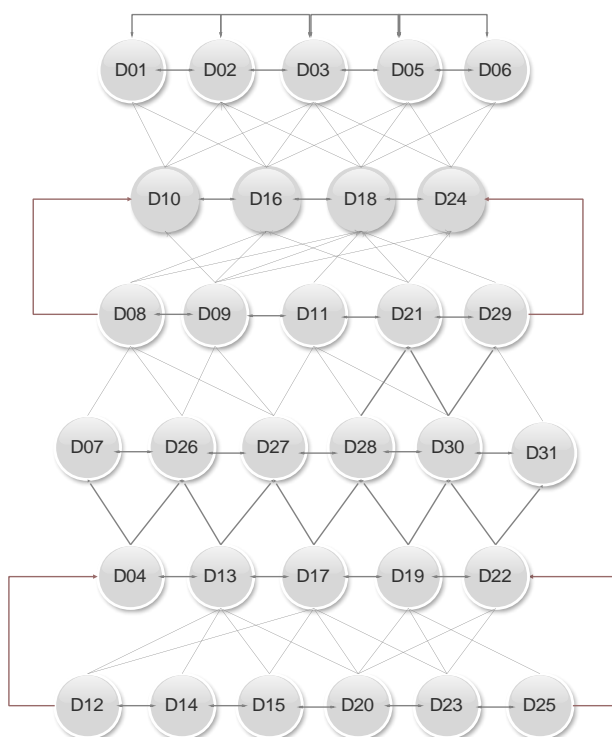 D01 D02 D03 D05 D06
D10 D16 D18 D24
D08 D09 D11 D21 D29
D07 D26 D27 D28 D30 D31
D04 D13 D17 D19 D22
D12 D14 D15 D20 D23 D25